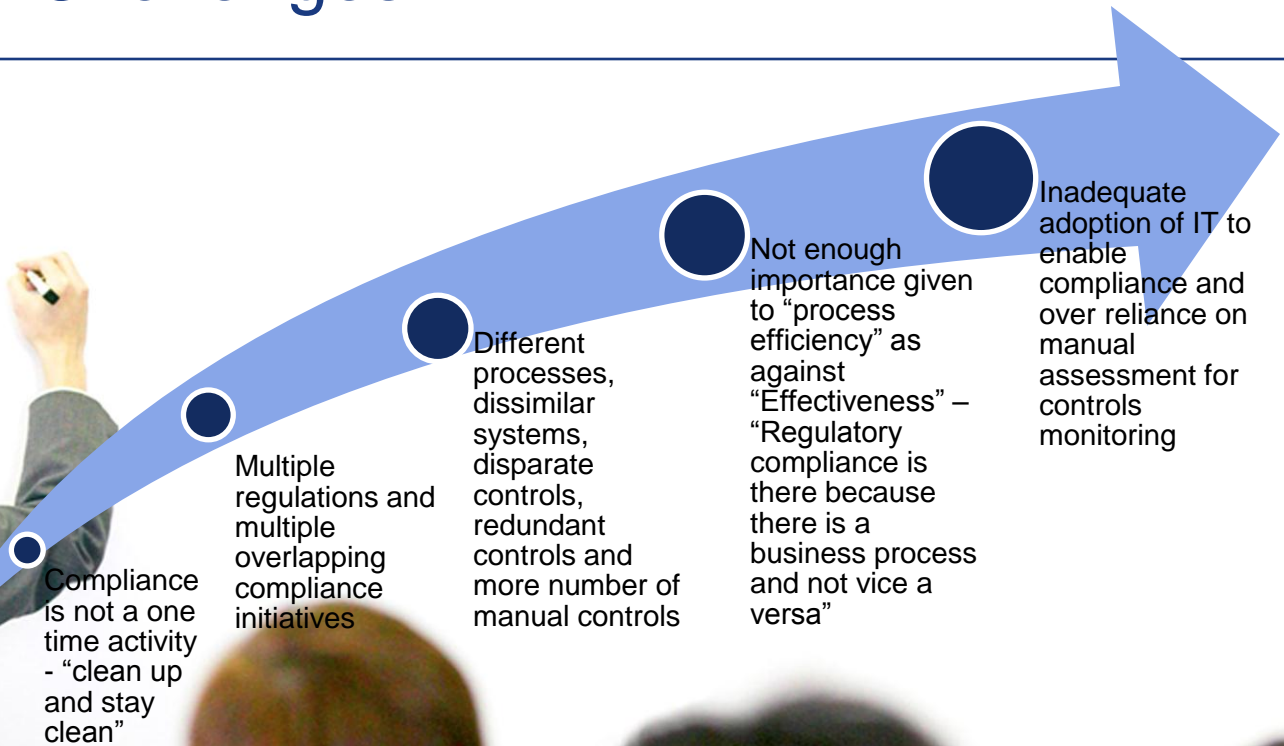 Compliance
is not a one
time activity
- “clean up
and stay
clean”
Multiple
regulations and
multiple
overlapping
compliance
initiatives
Different
processes,
dissimilar
systems,
disparate
controls,
redundant
controls and
more number of
manual controls
Not enough
importance given
to “process
efficiency” as
against
“Effectiveness” –
“Regulatory
compliance is
there because
there is a
business process
and not vice a
versa”
Inadequate
adoption of IT to
enable
compliance and
over reliance on
manual
assessment for
controls
monitoring